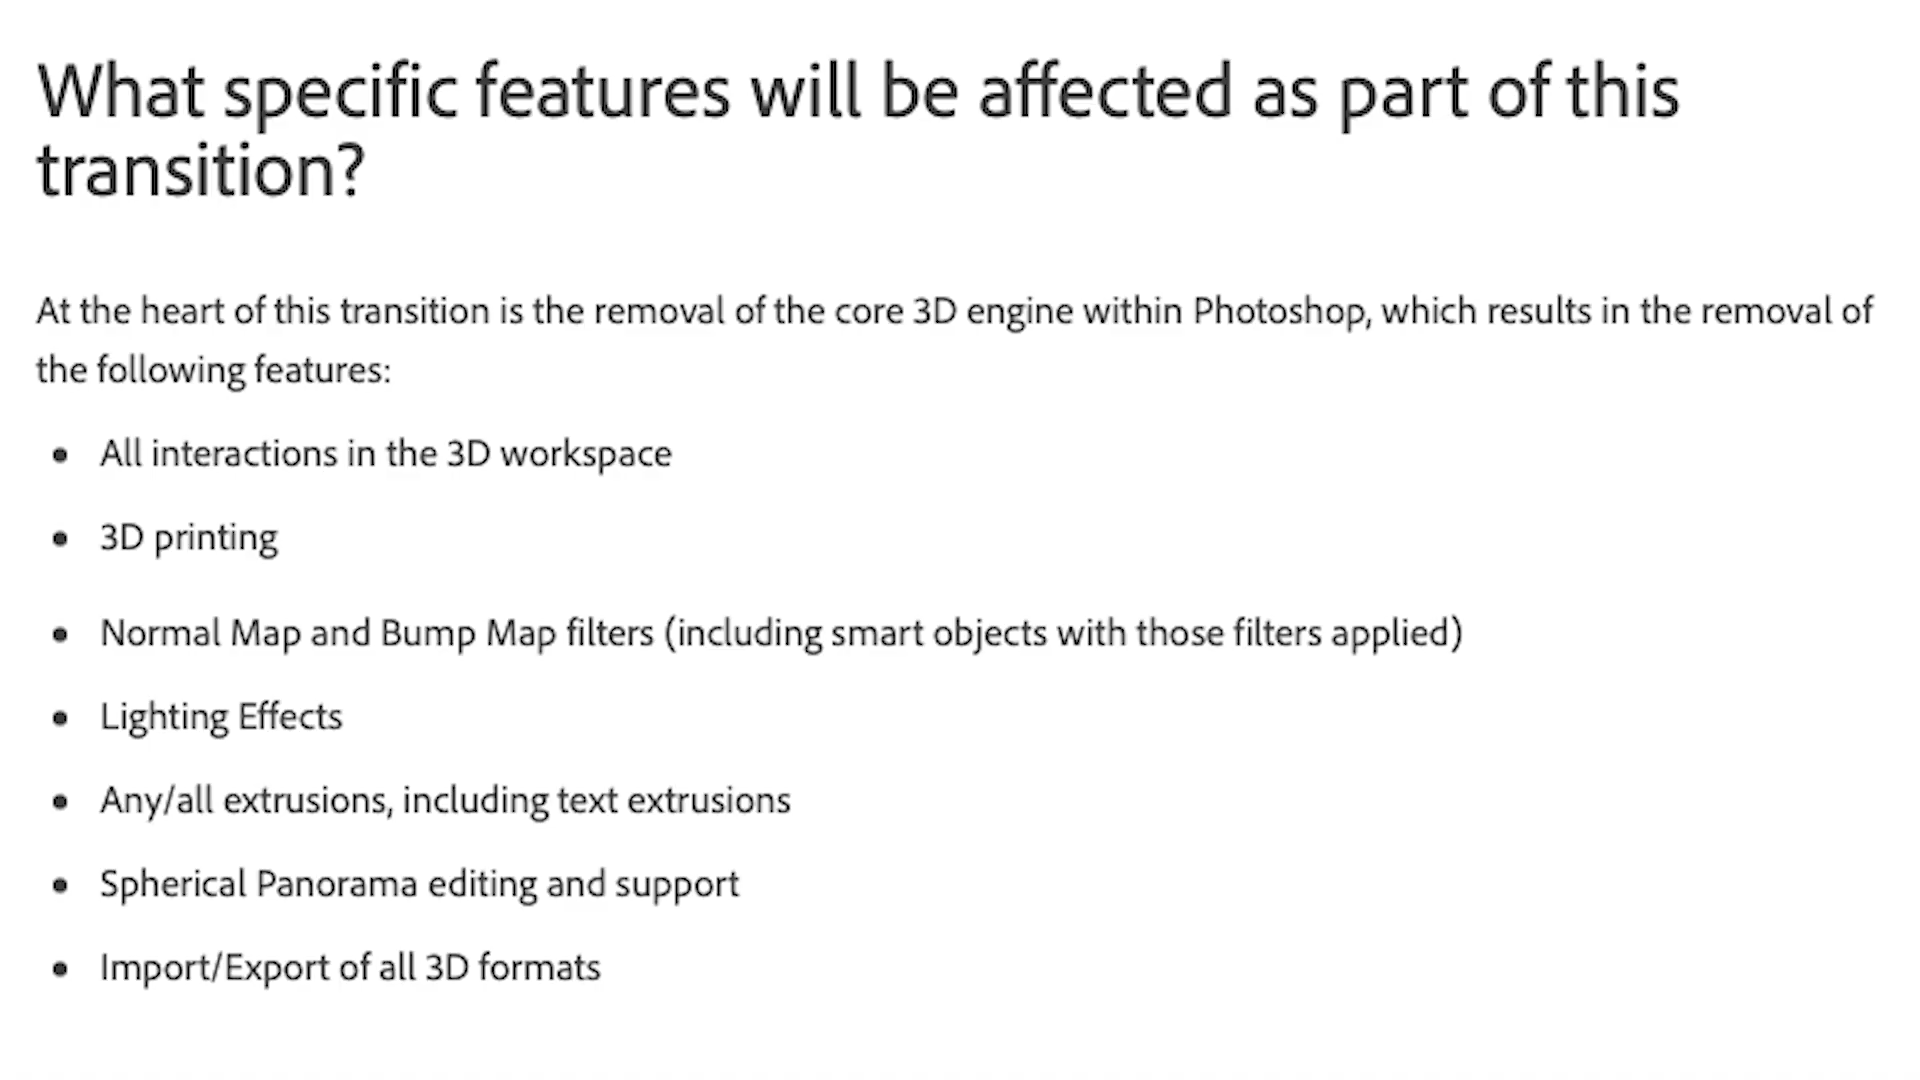 What specific features will be affected as part of this
transition?
At the heart of this transition is the removal of the core 3D engine within Photoshop, which results in the removal of
the following features:
• All interactions in the 3D workspace
• 3D printing
• Normal Map and Bump Map filters (including smart objects with those filters applied)
• Lighting Effects
• Any/all extrusions, including text extrusions
• Spherical Panorama editing and support
• Import/Export of all 3D formats